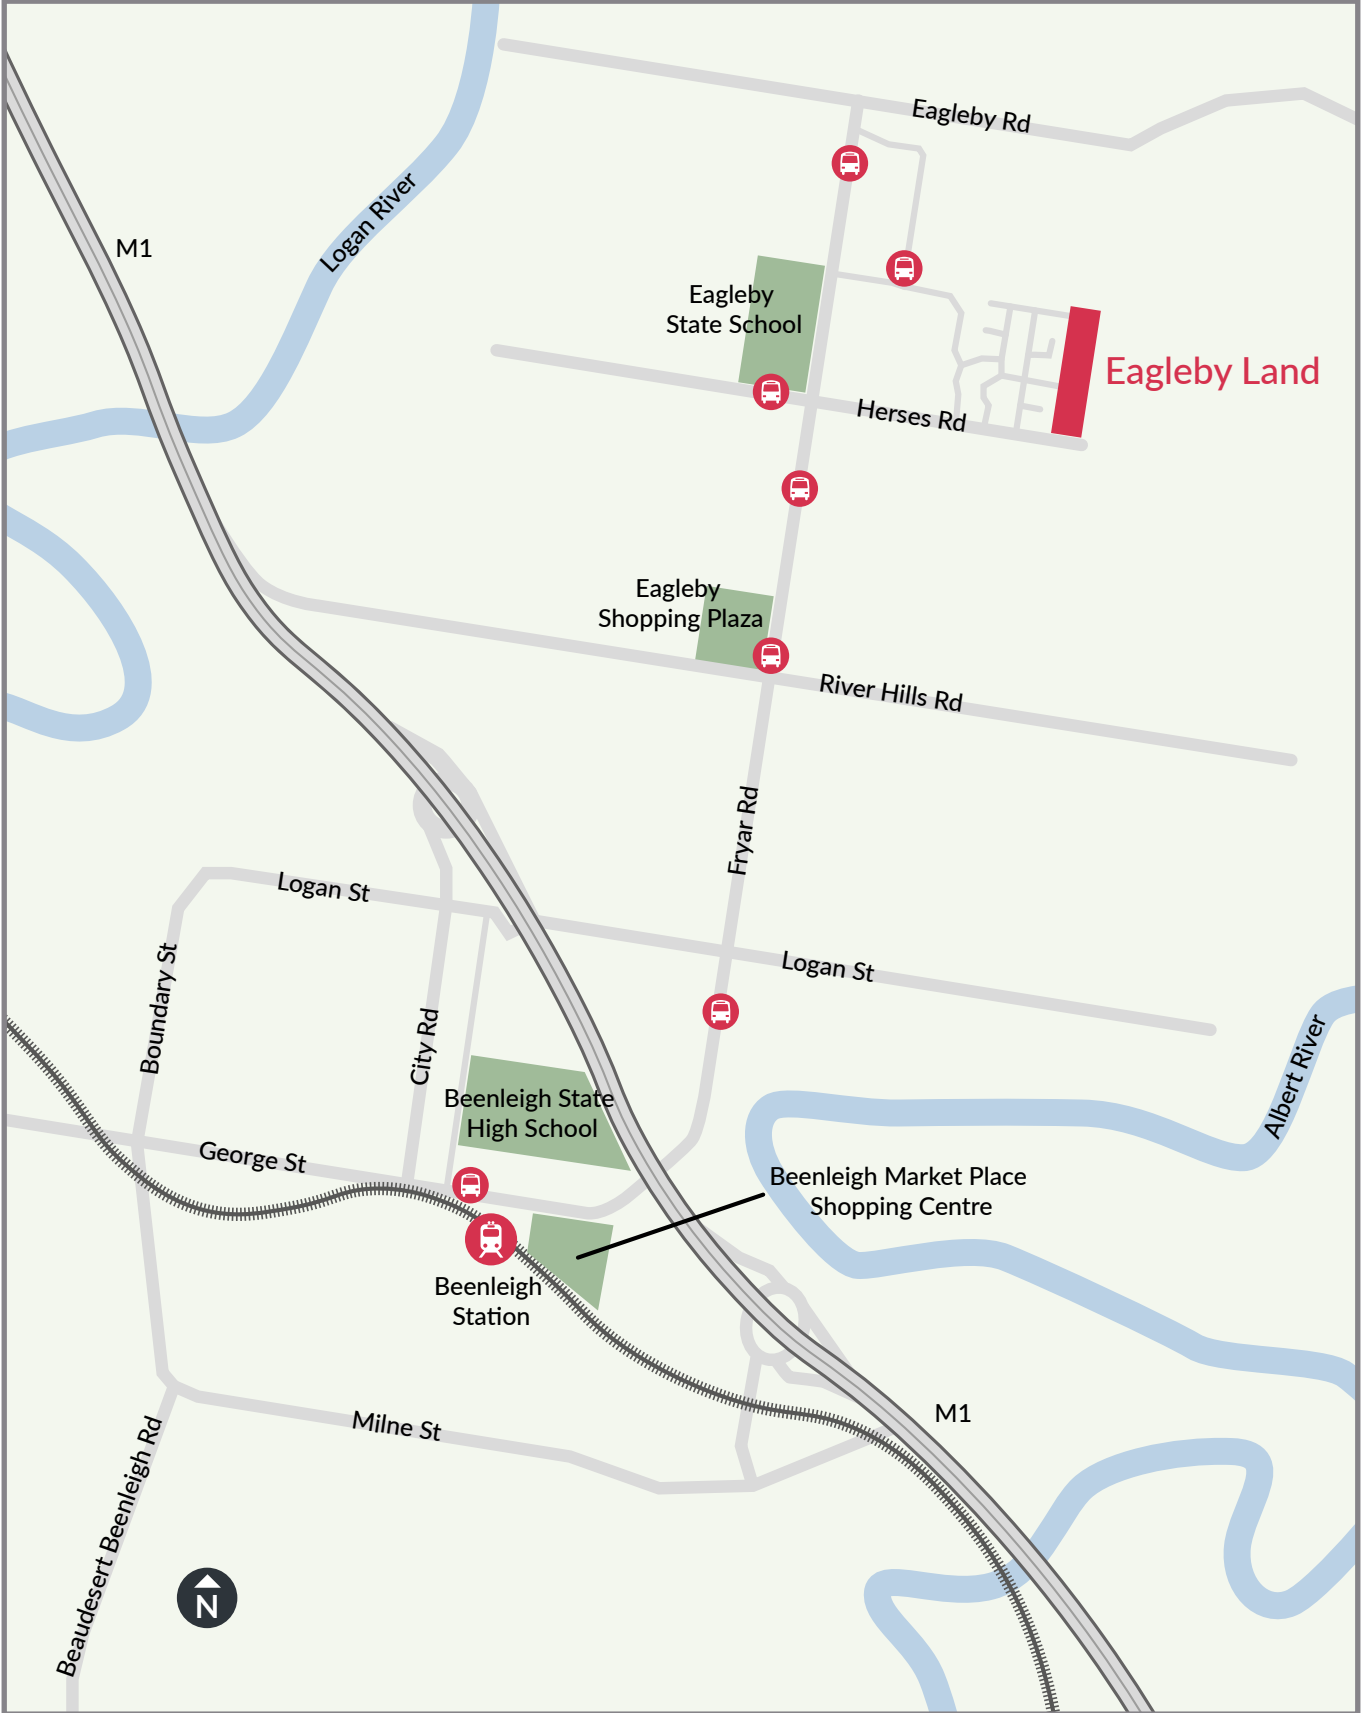 Eagleby Rd
Logan River
M1
Eagleby
State School
Eagleby Land
Herses Rd
Eagleby
Shopping Plaza
River Hills Rd
Fryar Rd
Logan St
Boundary St
Logan St
City Rd
Albert River
Beenleigh State
High School
George St
Beenleigh Market Place
Shopping Centre
Beenleigh
Station
M1
Milne St
Beaudesert Beenleigh Rd
N